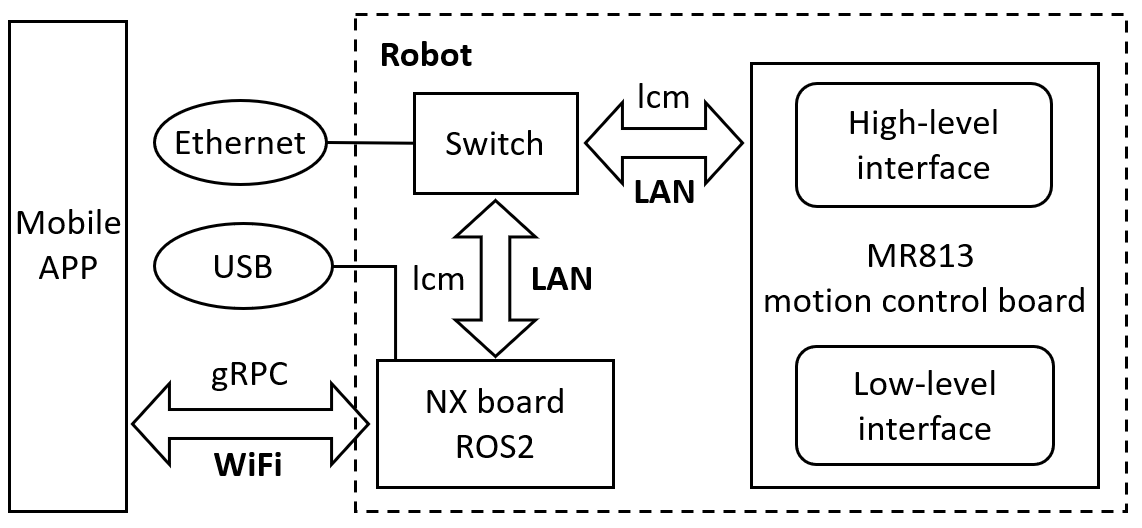 Mobile
APP
Ethernet
USB
gRPC
WiFi
Robot
Switch
lcm
LAN
lcm
LAN
NX board
ROS2
High-level
interface
MR813
motion control board
Low-level
interface